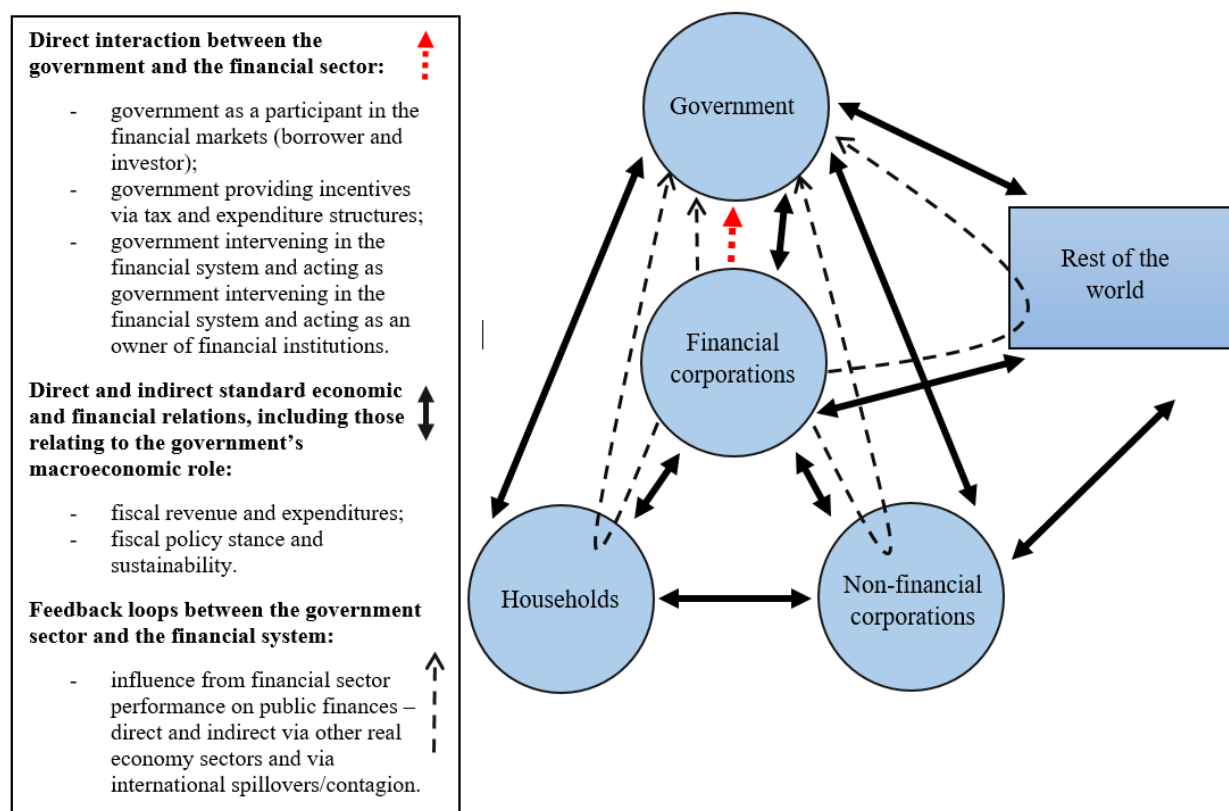 Direct interaction between the
government and the financial sector:
- government as a participant in the
financial markets (borrower and
investor);
- government providing incentives
via tax and expenditure structures;
- government intervening in the
financial system and acting as
government intervening in the
financial system and acting as an
owner of financial institutions.
Direct and indirect standard economic
and financial relations, including those
relating to the government’s
macroeconomic role:
- fiscal revenue and expenditures;
- fiscal policy stance and
sustainability.
Feedback loops between the government
sector and the financial system:
- influence from financial sector
performance on public finances –
direct and indirect via other real
economy sectors and via
international spillovers/contagion.
Government
Rest of the
world
Financial
corporations
Households
Non-financial
corporations